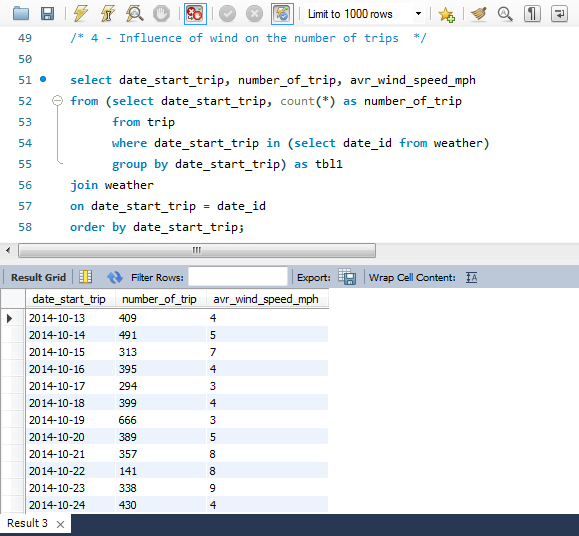 Limit to 1000 rows
49 /* 4 - Influence of wind on the number of trips */
50
51 select date_start_trip, number_of_trip, avr_wind_speed_mph
52 from (select date_start_trip, count(*) as number_of_trip
53 from trip
54 where date_start_trip in (select date_id from weather)
55 group by date_start_trip) as tbl1
56 join weather
57 on date_start_trip = date_id
58 order by date_start_trip;
Result Grid Filter Rows: Export: Wrap Cell Content: IA
date_start_trip number_of_trip avr_wind_speed_mph
2014-10-13 409 4
2014-10-14 491 5
2014-10-15 313 7
2014-10-16 395 4
2014-10-17 294 3
2014-10-18 399 4
2014-10-19 666 3
2014-10-20 389 5
2014-10-21 357 8
2014-10-22 141 8
2014-10-23 338 9
2014-10-24 430 4
Result 3 ×